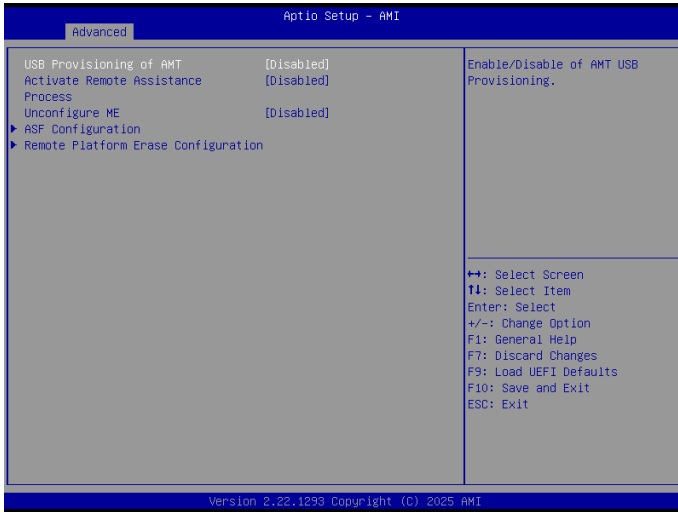 Aptio Setup - AMI
Advanced
USB Provisioning of AMT [Disabled]
Activate Remote Assistance [Disabled]
Process
Unconfigure ME [Disabled]
ASF Configuration
Remote Platform Erase Configuration
Enable/Disable of AMT USB
Provisioning.
↔: Select Screen
↑↓: Select Item
Enter: Select
+/-: Change Option
F1: General Help
F7: Discard Changes
F9: Load UEFI Defaults
F10: Save and Exit
ESC: Exit
Version 2.22.1293 Copyright (C) 2025 AMI